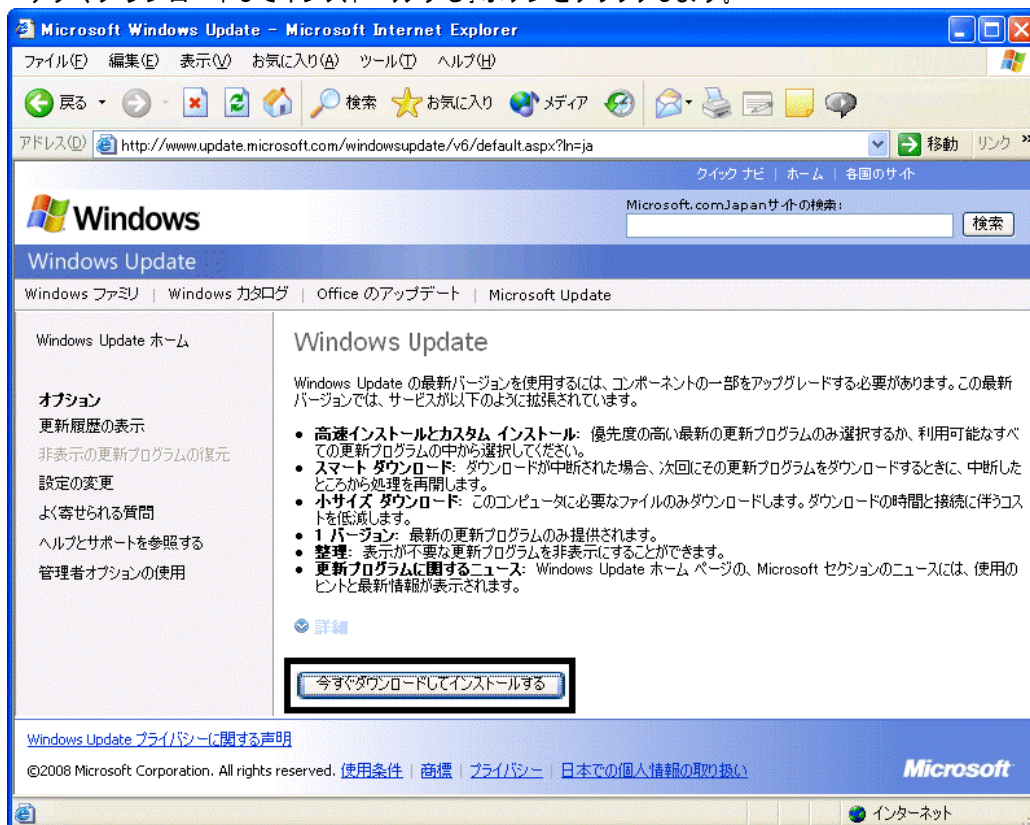 今すぐダウンロードしてインストールする」ボタンをクリックします。
Microsoft Windows Update - Microsoft Internet Explorer
ファイル(F) 編集(E) 表示(V) お気に入り(A) ツール(T) ヘルプ(H)
戻る 検索 お気に入り メディア
アドレス(D) http://www.update.microsoft.com/windowsupdate/v6/default.aspx?ln=ja 移動 リンク »
クイック ナビ | ホーム | 各国のサイト
Windows
Microsoft.comJapanサイトの検索:
検索
Windows Update
Windows ファミリ | Windows カタログ | Office のアップデート | Microsoft Update
Windows Update ホーム
オプション
更新履歴の表示
非表示の更新プログラムの復元
設定の変更
よく寄せられる質問
ヘルプとサポートを参照する
管理者オプションの使用
Windows Update
Windows Update の最新バージョンを使用するには、コンポーネントの一部をアップグレードする必要があります。この最新
バージョンでは、サービスが以下のように拡張されています。
• 高速インストールとカスタム インストール: 優先度の高い最新の更新プログラムのみ選択するか、利用可能なすべ
ての更新プログラムの中から選択してください。
• スマート ダウンロード: ダウンロードが中断された場合、次回にその更新プログラムをダウンロードするときに、中断した
ところから処理を再開します。
• 小サイズ ダウンロード: このコンピュータに必要なファイルのみダウンロードします。ダウンロードの時間と接続に伴うコス
トを低減します。
• 1 バージョン: 最新の更新プログラムのみ提供されます。
• 整理: 表示が不要な更新プログラムを非表示にすることができます。
• 更新プログラムに関するニュース: Windows Update ホーム ページの、Microsoft セクションのニュースには、使用の
ヒントと最新情報が表示されます。
詳細
今すぐダウンロードしてインストールする
Windows Update プライバシーに関する声明
©2008 Microsoft Corporation. All rights reserved. 使用条件 | 商標 | プライバシー | 日本での個人情報の取り扱い
Microsoft
インターネット